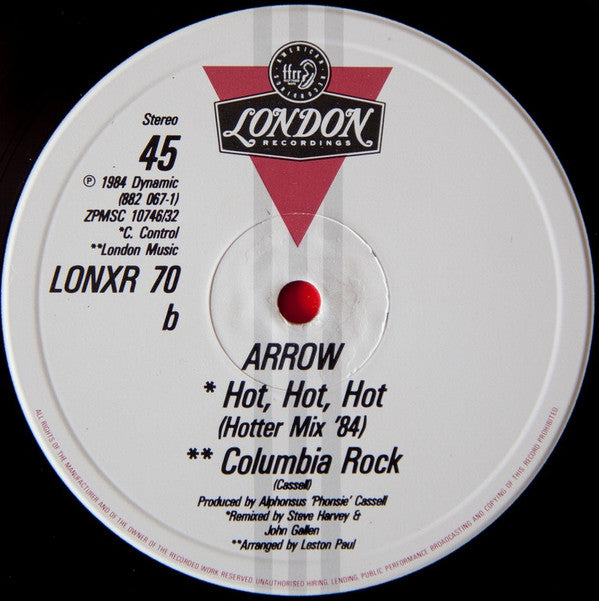 AMERICAN RECORDINGS
ffrr
LONDON
RECORDINGS
Stereo
45
℗ 1984 Dynamic
(882 067-1)
ZPMSC 10746/32
*C. Control
**London Music
LONXR 70
b
ARROW
* Hot, Hot, Hot
(Hotter Mix '84)
** Columbia Rock
(Cassell)
Produced by Alphonsus 'Phonsie' Cassell
*Remixed by Steve Harvey &
John Gallen
**Arranged by Leston Paul
ALL RIGHTS OF THE MANUFACTURER AND OF THE OWNER OF THE RECORDED WORK RESERVED. UNAUTHORISED HIRING, LENDING, PUBLIC PERFORMANCE, BROADCASTING AND COPYING OF THIS RECORD PROHIBITED